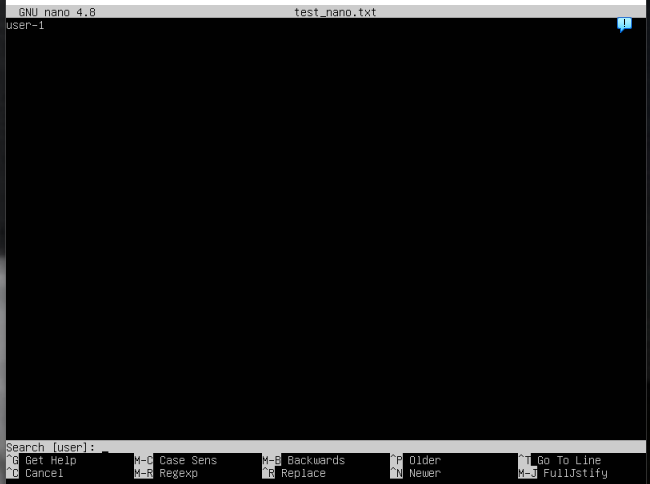 GNU nano 4.8 test_nano.txt
user-1
!
Search [user]: _
^G Get Help M-C Case Sens M-B Backwards ^P Older ^T Go To Line
^C Cancel M-R Regexp ^R Replace ^N Newer M-J FullJstify